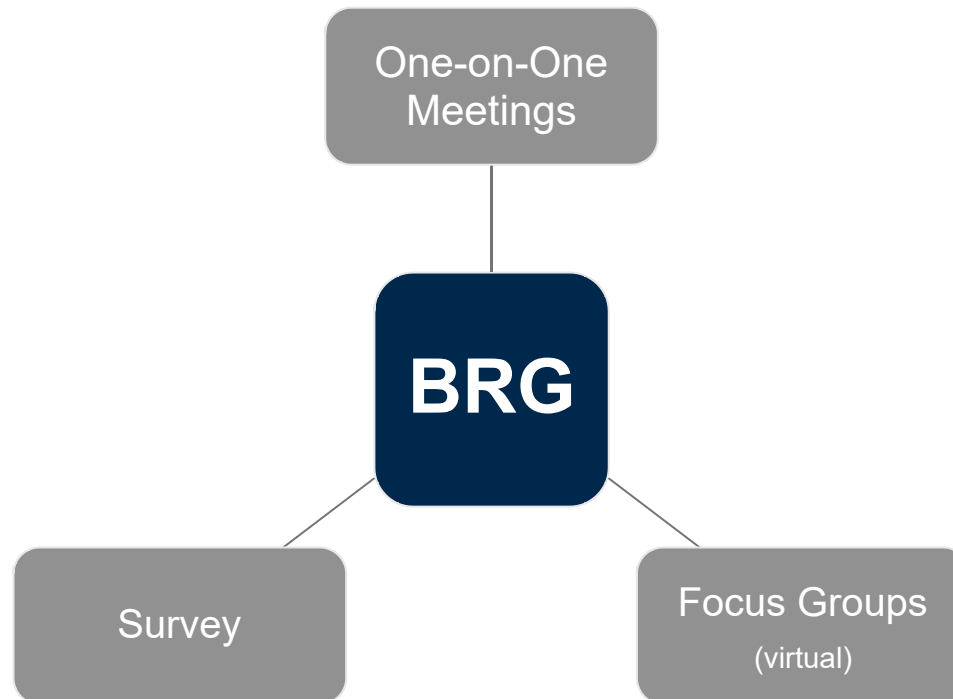 One-on-One
Meetings
BRG
Survey
Focus Groups
(virtual)